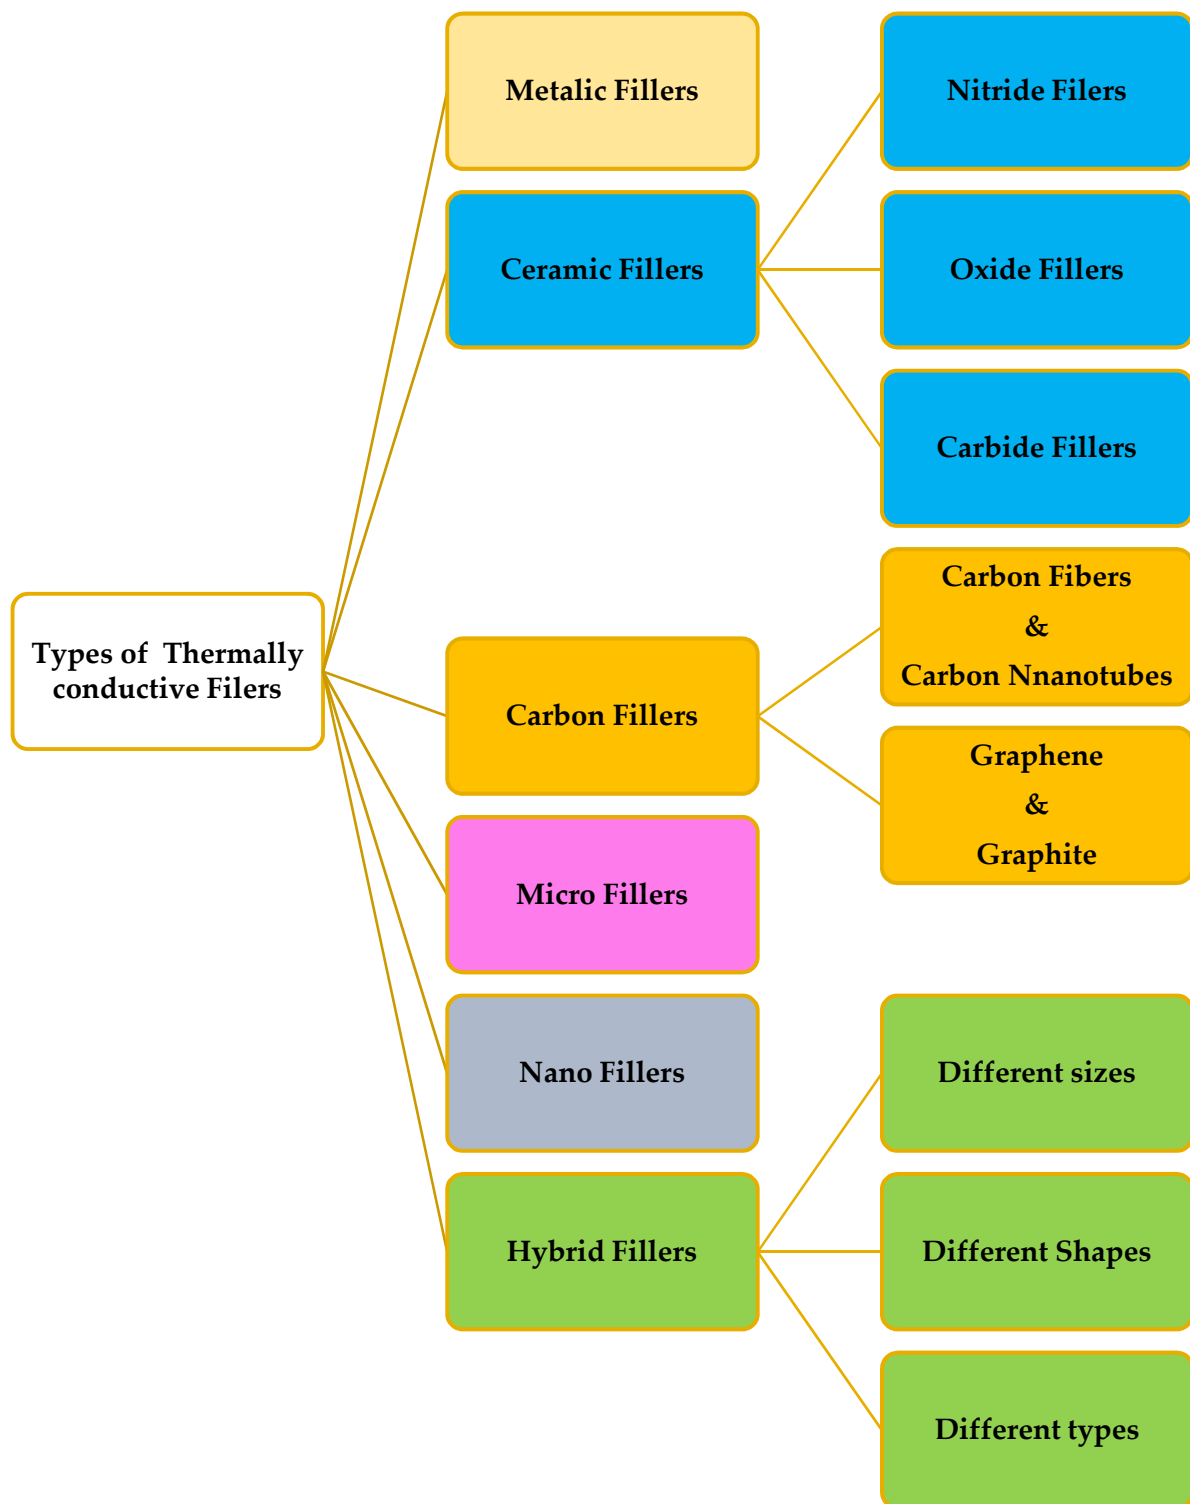 Types of  Thermally
conductive Filers
Metalic Fillers
Ceramic Fillers
Nitride Filers
Oxide Fillers
Carbide Fillers
Carbon Fillers
Carbon Fibers
&
Carbon Nnanotubes
Graphene
&
Graphite
Micro Fillers
Nano Fillers
Hybrid Fillers
Different sizes
Different Shapes
Different types